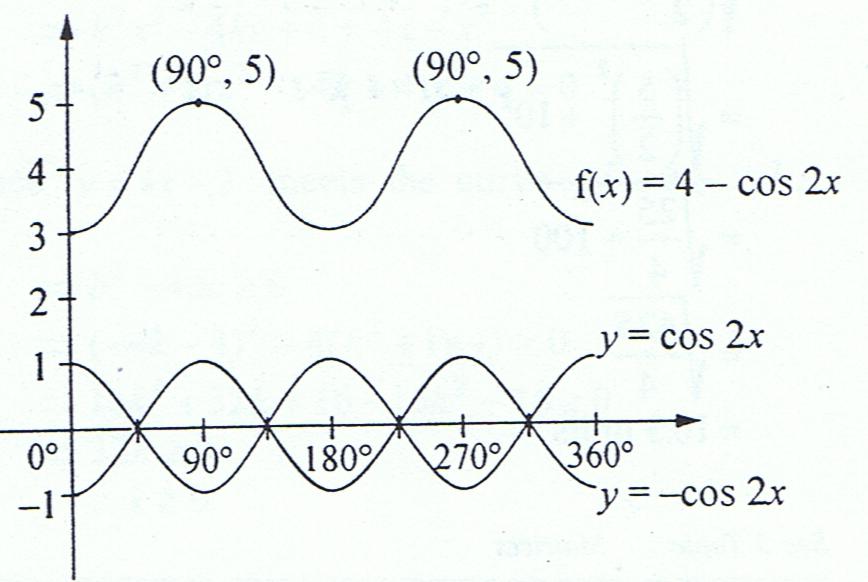 (90°, 5) (90°, 5)
5
4
f(x) = 4 – cos 2x
3
2
y = cos 2x
1
0° 90° 180° 270° 360°
–1
y = –cos 2x